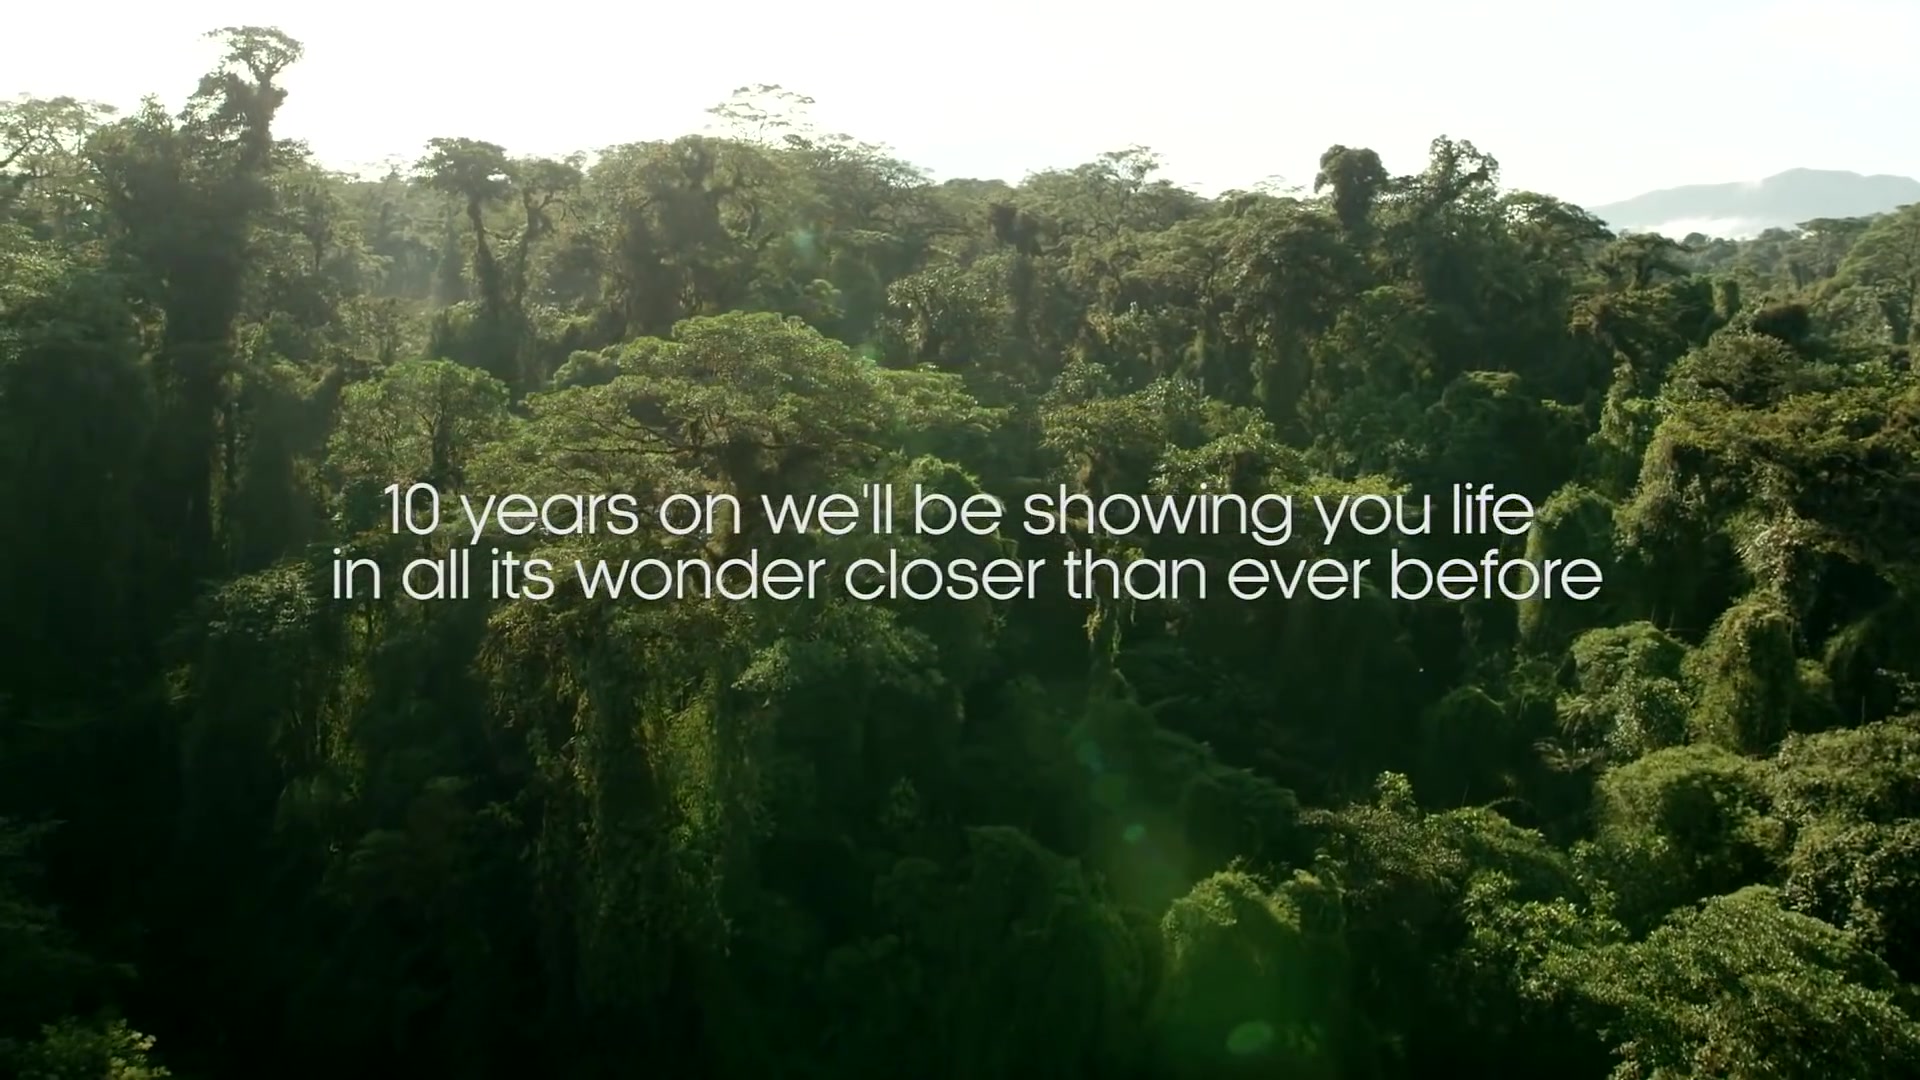 10 years on we'll be showing you life
in all its wonder closer than ever before